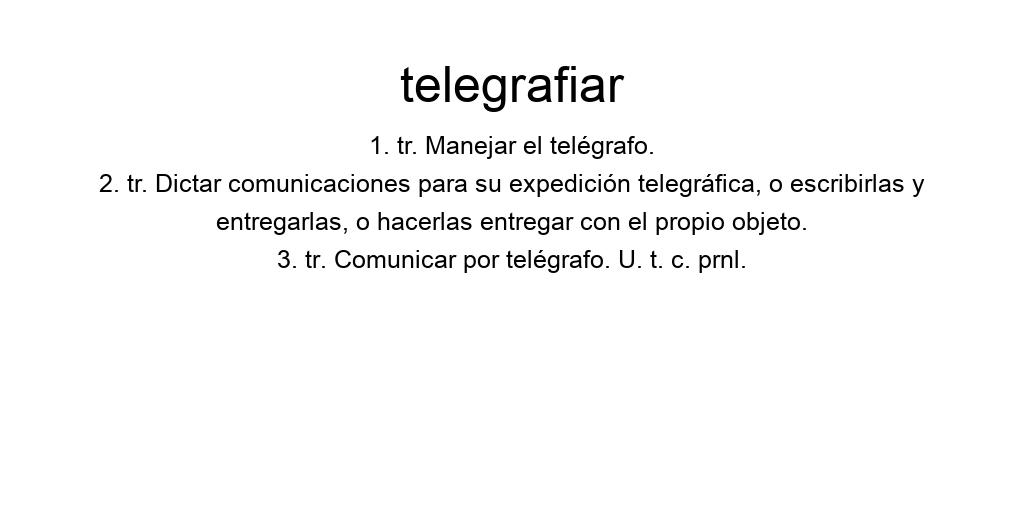 telegrafiar
1. tr. Manejar el telégrafo.
2. tr. Dictar comunicaciones para su expedición telegráfica, o escribirlas y
entregarlas, o hacerlas entregar con el propio objeto.
3. tr. Comunicar por telégrafo. U. t. c. prnl.